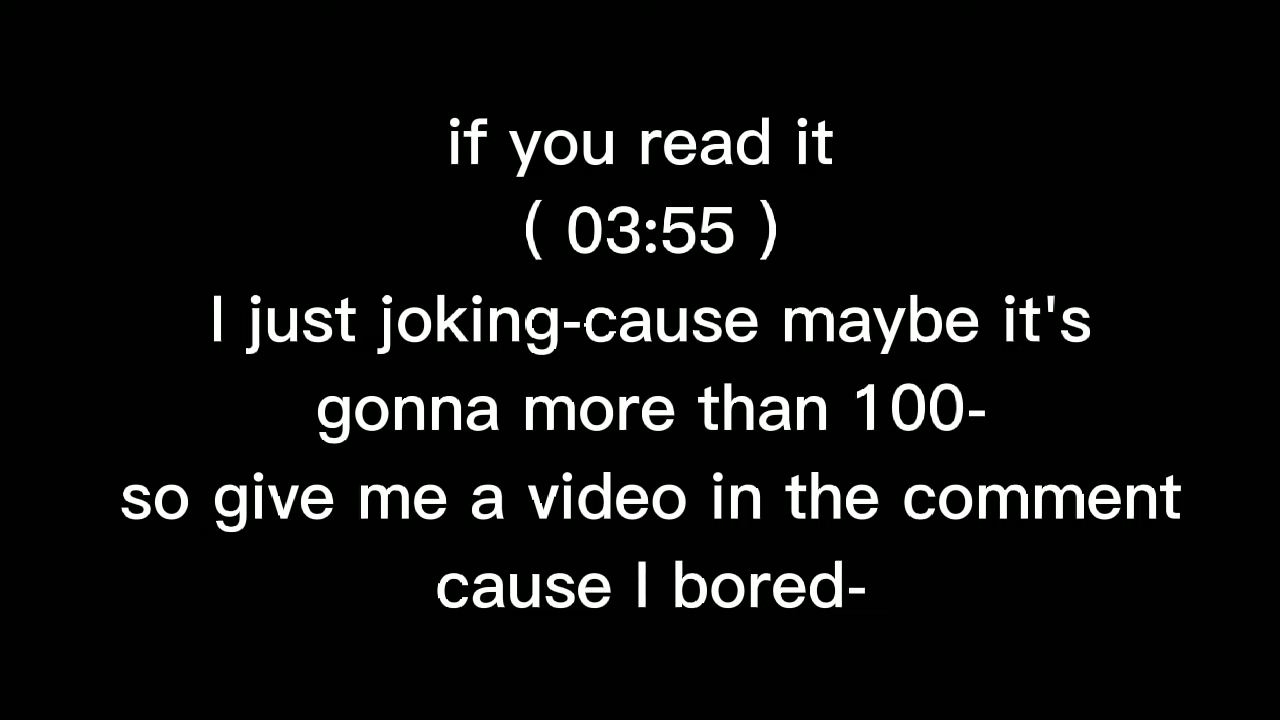 if you read it
( 03:55 )
I just joking-cause maybe it's
gonna more than 100-
so give me a video in the comment
cause I bored-